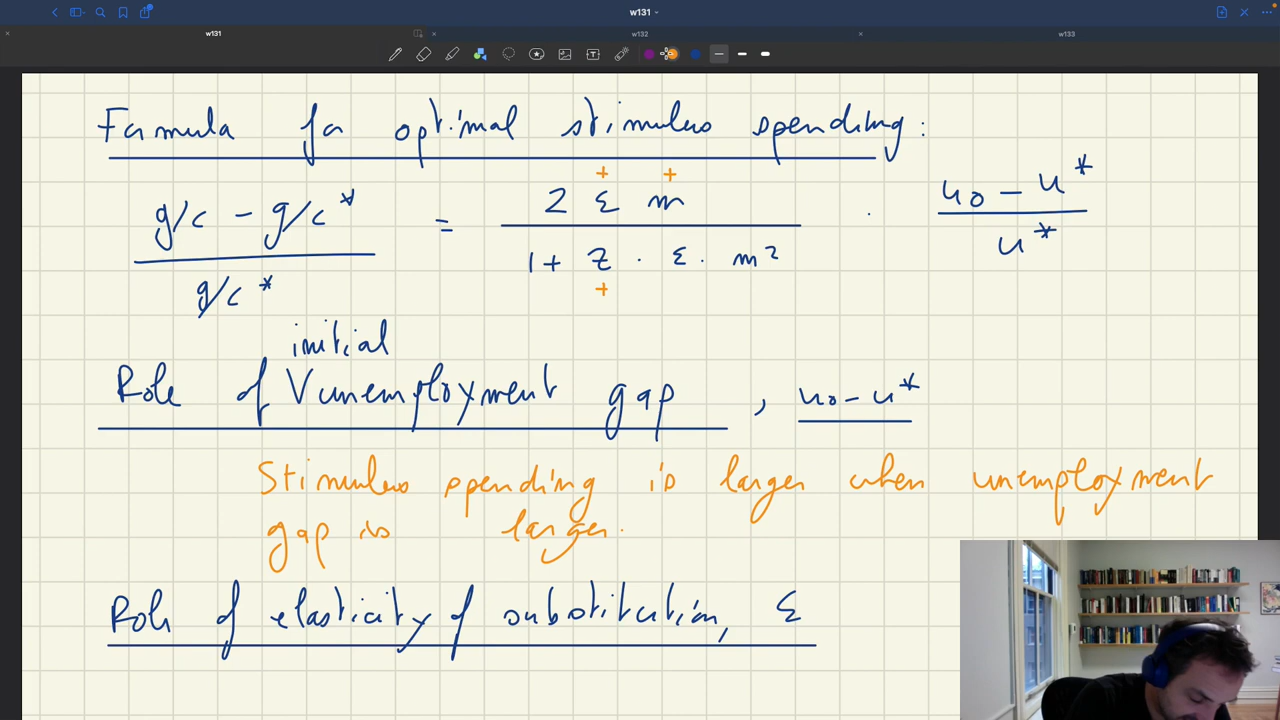 w131
w131
w132
w133
Formula for optimal stimulus spending:
g/c - g/c* / g/c* = 2 ε m / 1 + z · ε · m² · u₀ - u* / u*
+ +
+
initial
Role of V unemployment gap, u₀ - u*
Stimulus spending is larger when unemployment
gap is larger.
Role of elasticity of substitution, ε